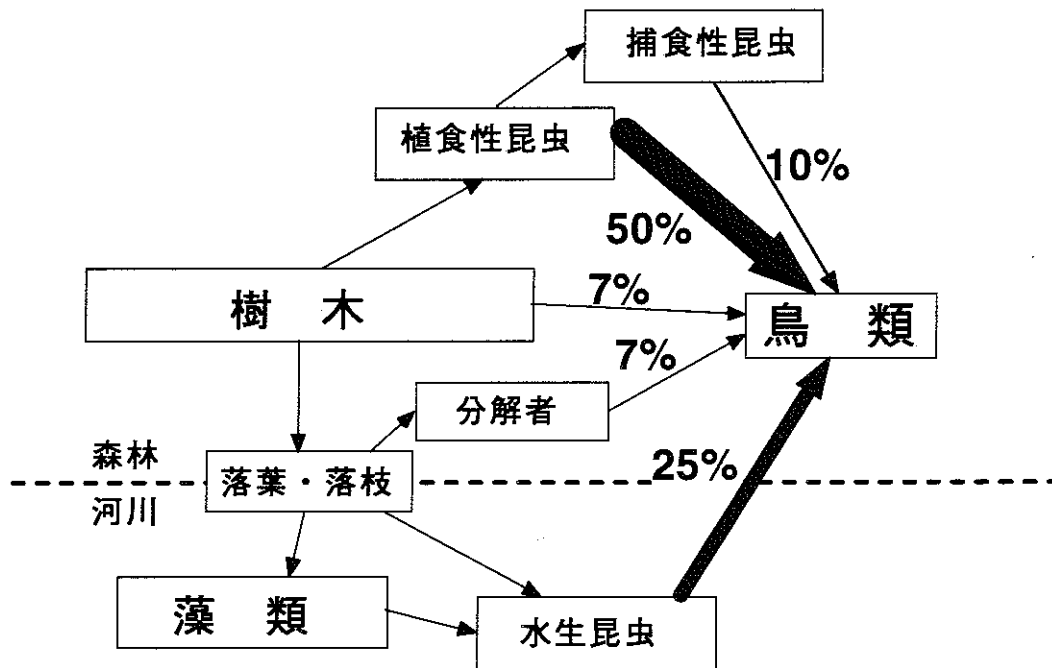 捕食性昆虫
植食性昆虫
10%
50%
樹 木
7%
鳥 類
7%
分解者
森林
落葉・落枝
25%
河川
藻 類
水生昆虫